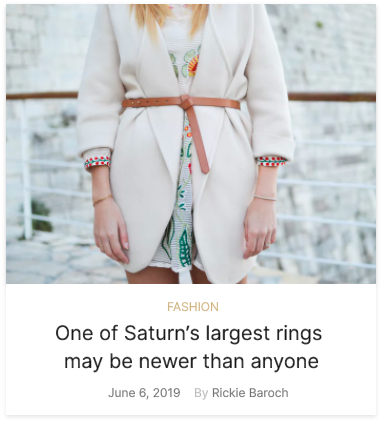 FASHION
One of Saturn’s largest rings
may be newer than anyone
June 6, 2019 By Rickie Baroch